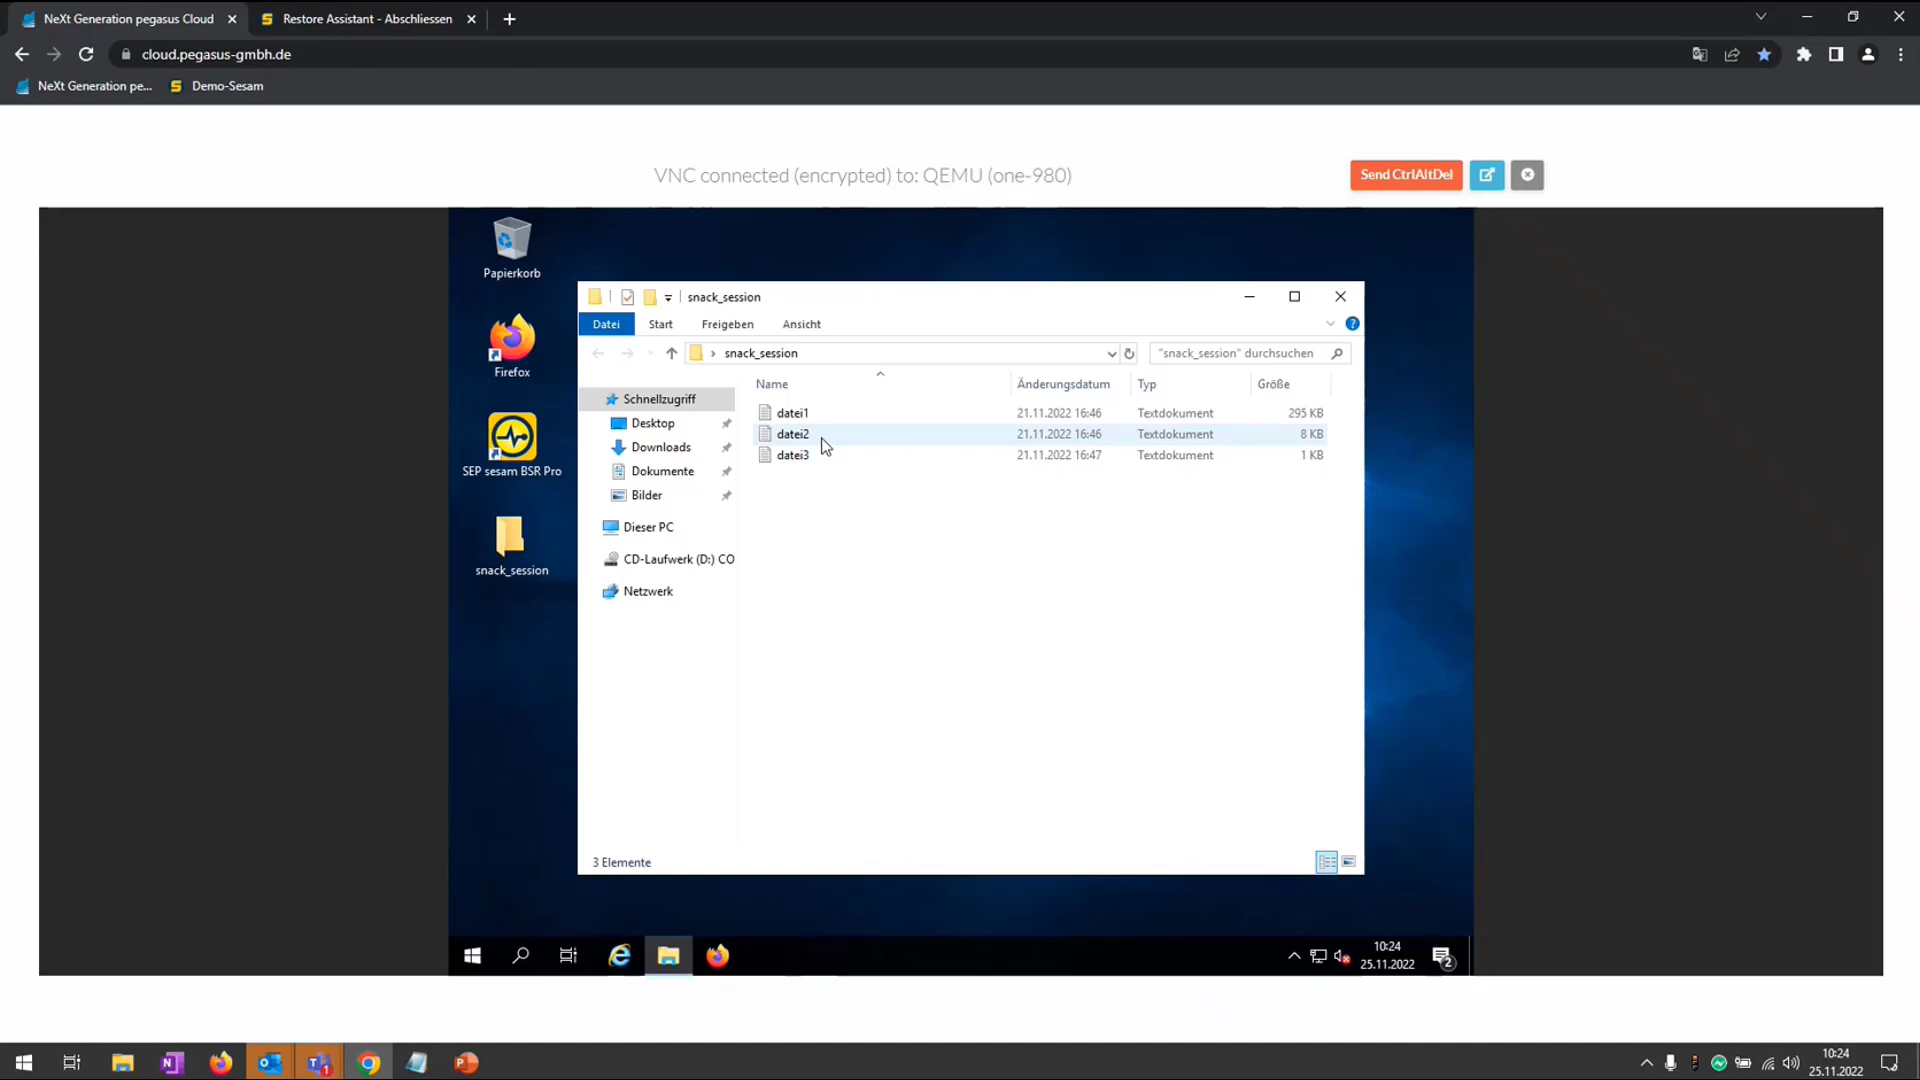 NeXt Generation pegasus Cloud
Restore Assistant - Abschliessen
cloud.pegasus-gmbh.de
NeXt Generation pe...
Demo-Sesam
VNC connected (encrypted) to: QEMU (one-980)
Send CtrlAltDel
Papierkorb
Firefox
SEP sesam BSR Pro
snack_session
snack_session
Datei Start Freigeben Ansicht
snack_session
"snack_session" durchsuchen
Name Änderungsdatum Typ Größe
Schnellzugriff
Desktop
Downloads
Dokumente
Bilder
Dieser PC
CD-Laufwerk (D:) CO
Netzwerk
datei1 21.11.2022 16:46 Textdokument 295 KB
datei2 21.11.2022 16:46 Textdokument 8 KB
datei3 21.11.2022 16:47 Textdokument 1 KB
3 Elemente
10:24
25.11.2022
2
10:24
25.11.2022